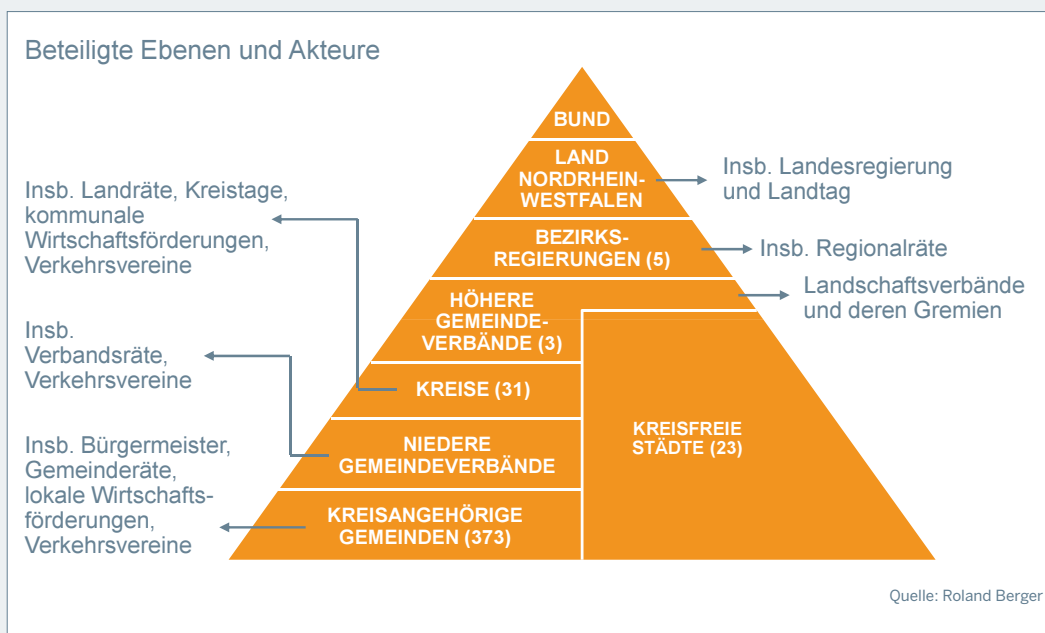 Beteiligte Ebenen und Akteure
BUND
LAND
NORDRHEIN-
WESTFALEN
Insb. Landesregierung
und Landtag
Insb. Landräte, Kreistage,
kommunale
Wirtschaftsförderungen,
Verkehrsvereine
BEZIRKS-
REGIERUNGEN (5)
Insb. Regionalräte
HÖHERE
GEMEINDE-
VERBÄNDE (3)
Landschaftsverbände
und deren Gremien
Insb.
Verbandsräte,
Verkehrsvereine
KREISE (31)
KREISFREIE
STÄDTE (23)
NIEDERE
GEMEINDEVERBÄNDE
Insb. Bürgermeister,
Gemeinderäte,
lokale Wirtschafts-
förderungen,
Verkehrsvereine
KREISANGEHÖRIGE
GEMEINDEN (373)
Quelle: Roland Berger